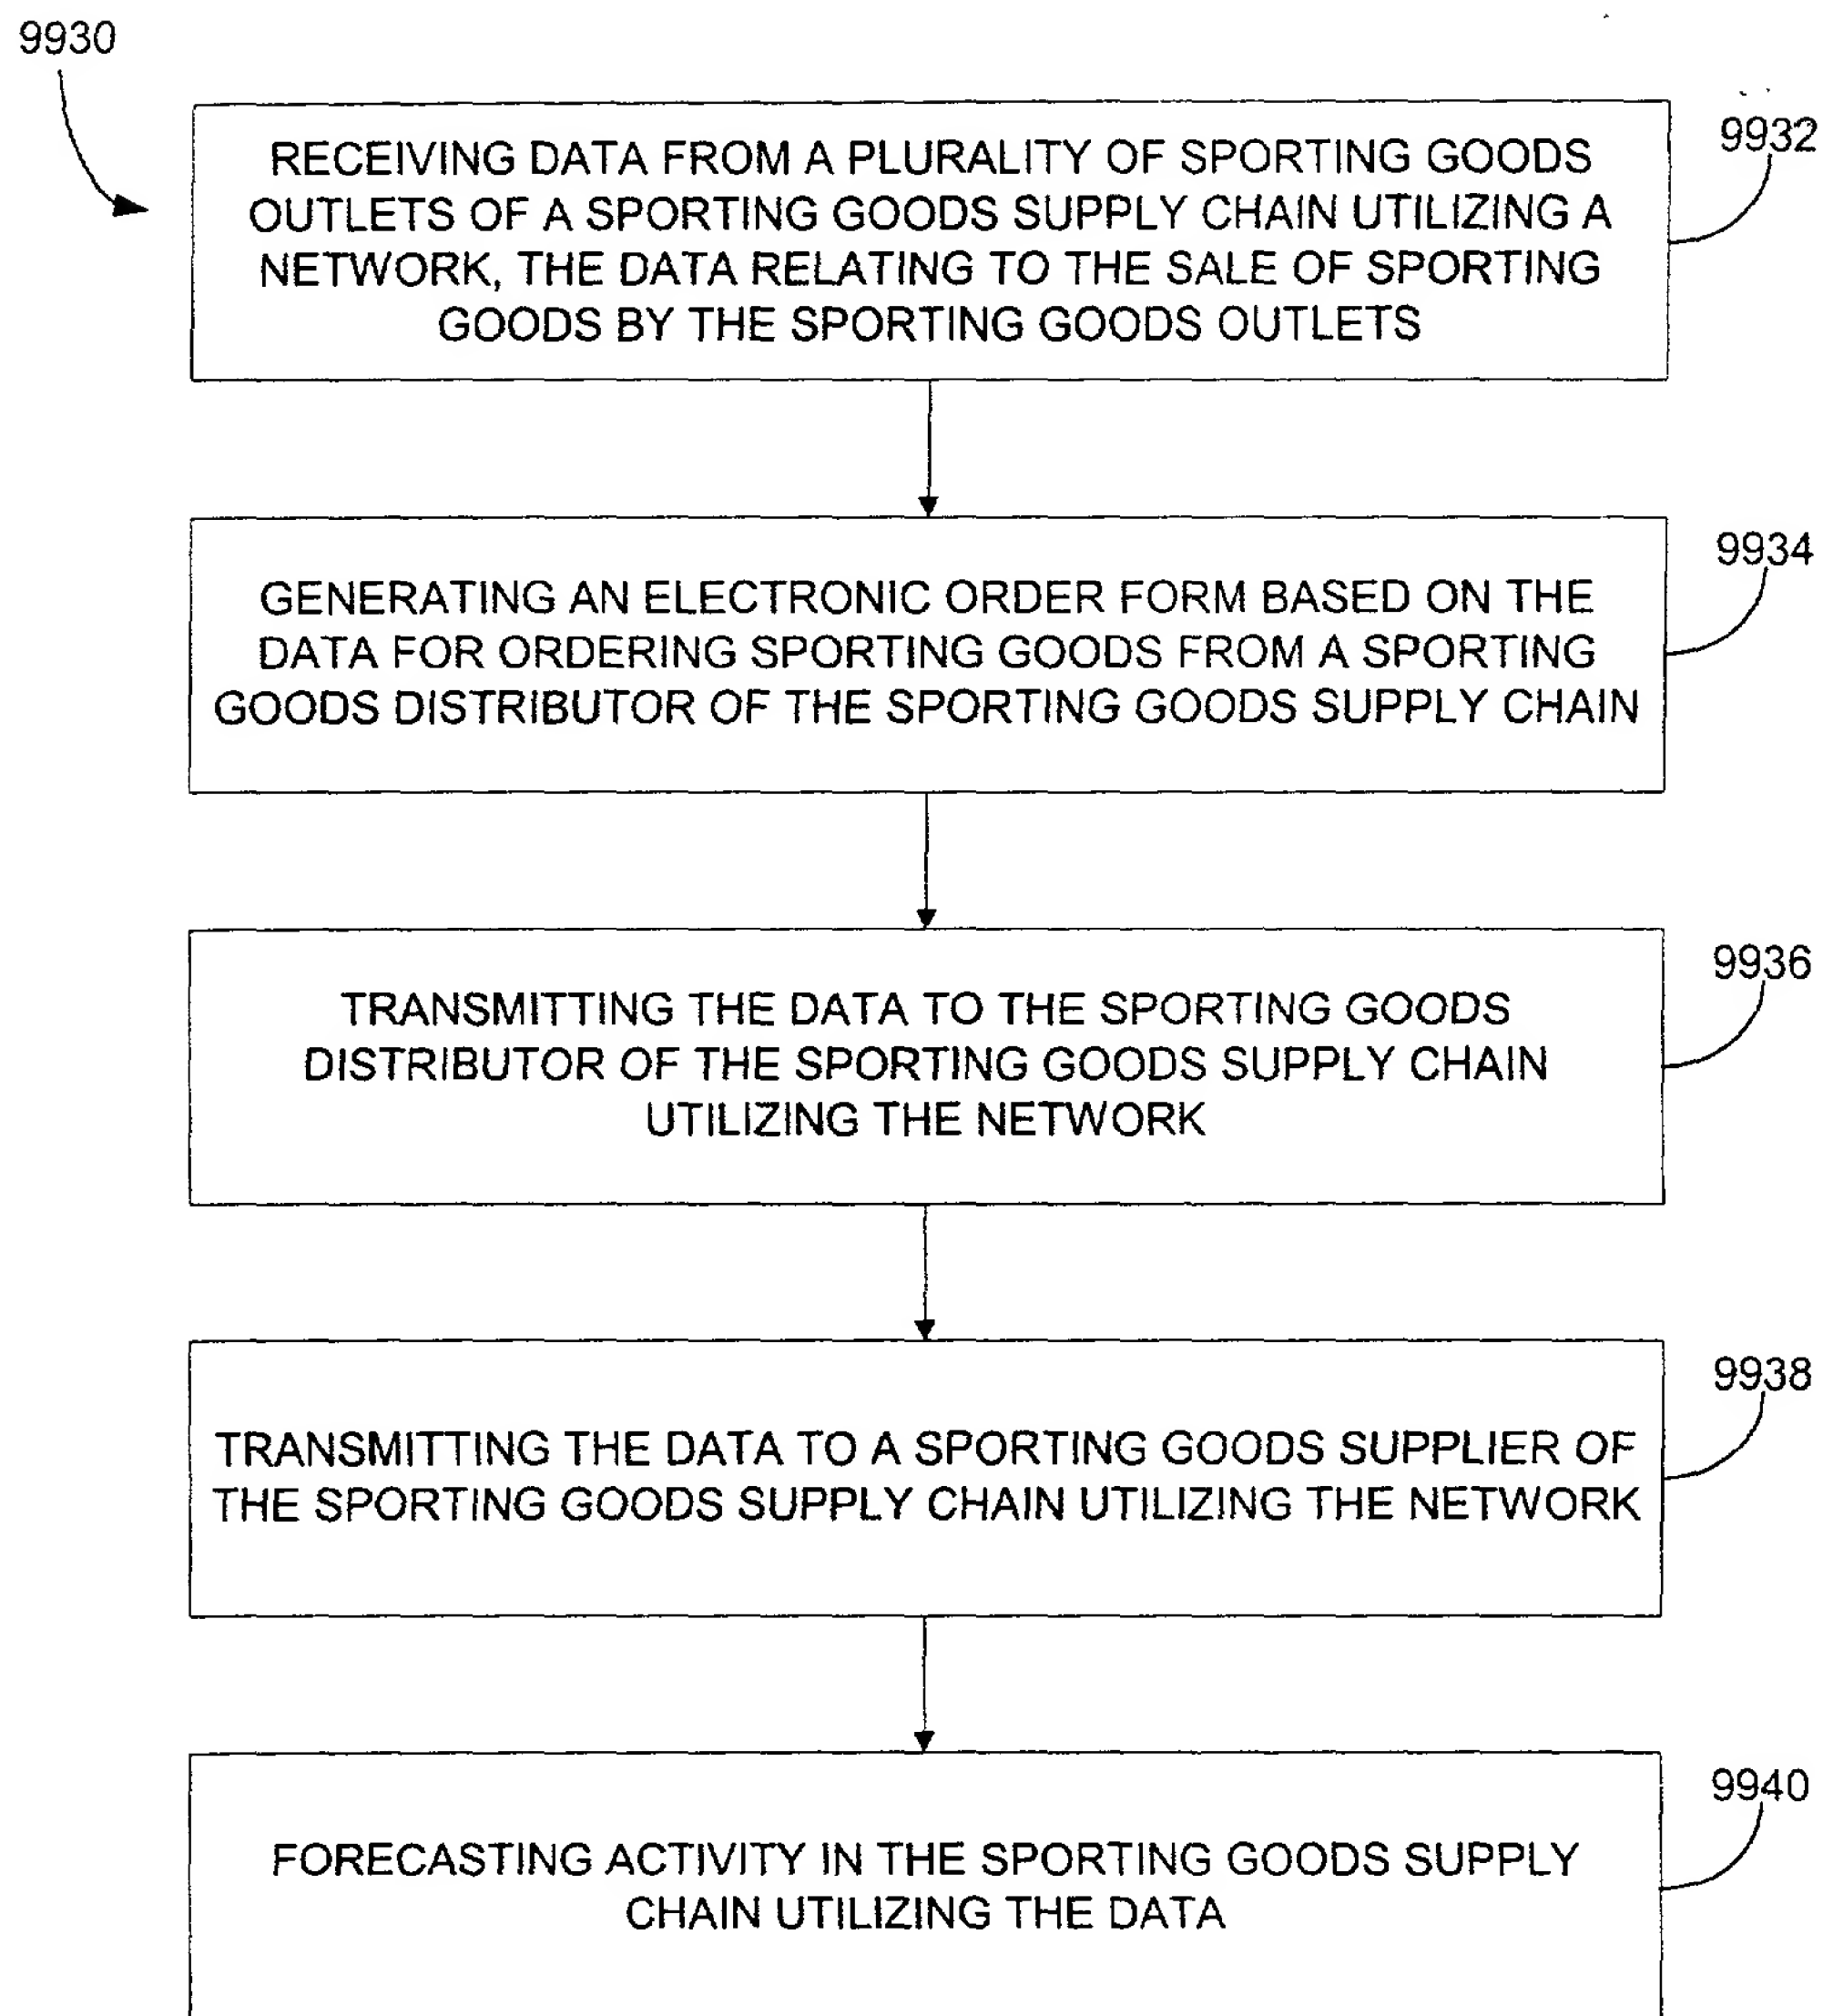 9930
9932
RECEIVING DATA FROM A PLURALITY OF SPORTING GOODS
OUTLETS OF A SPORTING GOODS SUPPLY CHAIN UTILIZING A
NETWORK, THE DATA RELATING TO THE SALE OF SPORTING
GOODS BY THE SPORTING GOODS OUTLETS
9934
GENERATING AN ELECTRONIC ORDER FORM BASED ON THE
DATA FOR ORDERING SPORTING GOODS FROM A SPORTING
GOODS DISTRIBUTOR OF THE SPORTING GOODS SUPPLY CHAIN
9936
TRANSMITTING THE DATA TO THE SPORTING GOODS
DISTRIBUTOR OF THE SPORTING GOODS SUPPLY CHAIN
UTILIZING THE NETWORK
9938
TRANSMITTING THE DATA TO A SPORTING GOODS SUPPLIER OF
THE SPORTING GOODS SUPPLY CHAIN UTILIZING THE NETWORK
9940
FORECASTING ACTIVITY IN THE SPORTING GOODS SUPPLY
CHAIN UTILIZING THE DATA